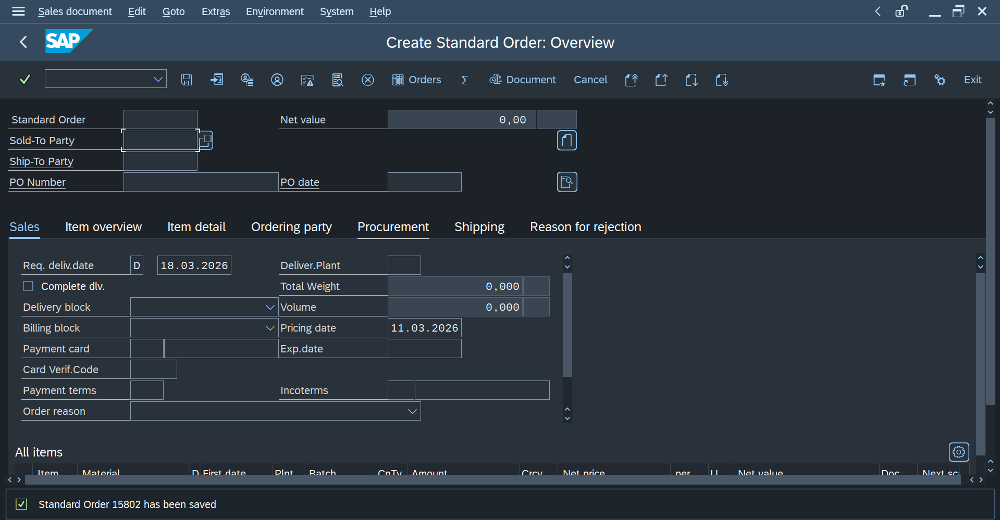 Sales document Edit Goto Extras Environment System Help
SAP Create Standard Order: Overview
Orders Document Cancel Exit
Standard Order Net value 0,00
Sold-To Party
Ship-To Party
PO Number PO date
Sales Item overview Item detail Ordering party Procurement Shipping Reason for rejection
Req. deliv.date D 18.03.2026 Deliver.Plant
Complete dlv. Total Weight 0,000
Delivery block Volume 0,000
Billing block Pricing date 11.03.2026
Payment card Exp.date
Card Verif.Code
Payment terms Incoterms
Order reason
All items
Item Material D First date Plnt Batch CnTy Amount Crcy Net price per U Net value Doc. Next sc
Standard Order 15802 has been saved